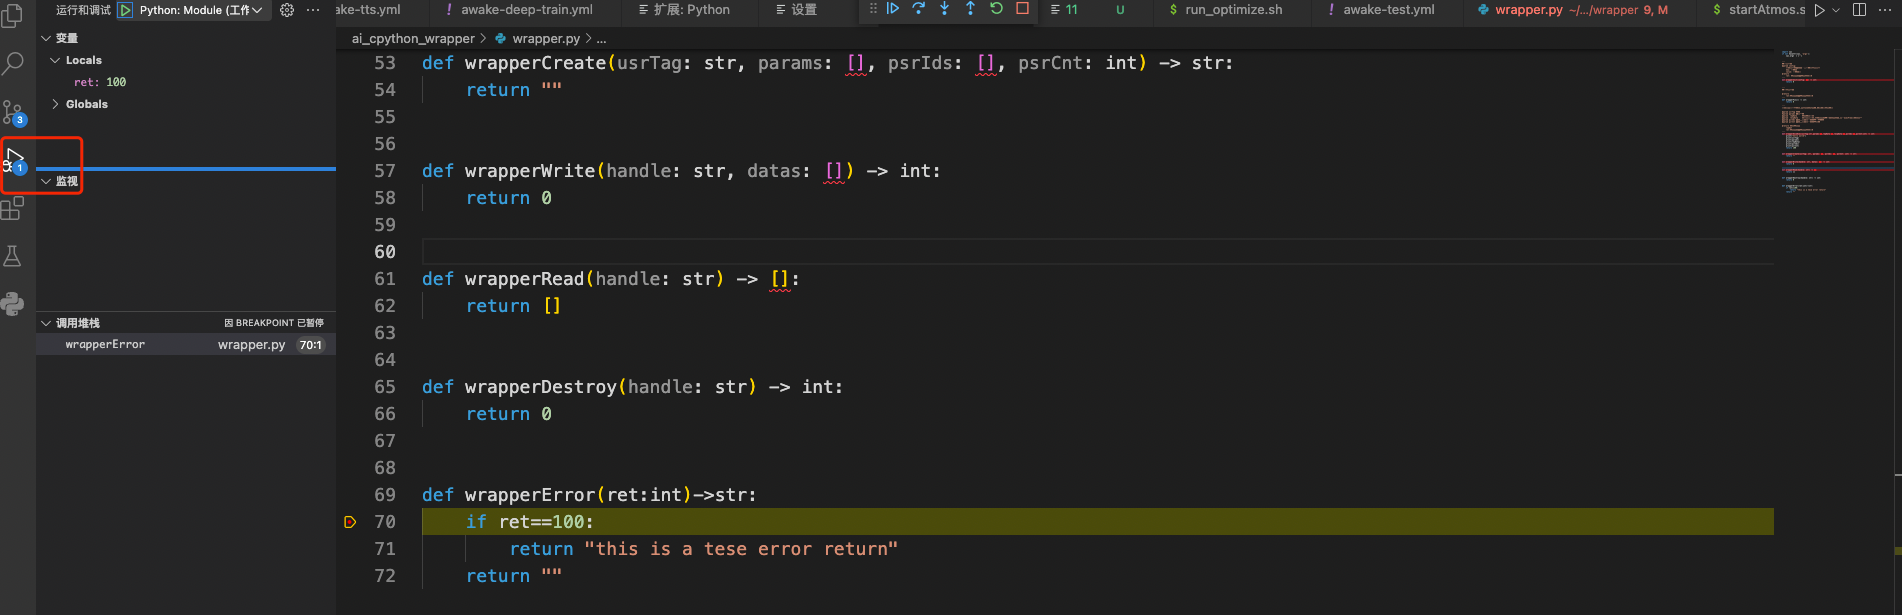 运行和调试 Python: Module (工作 ake-tts.yml ! awake-deep-train.yml 扩展: Python 设置 11 U $ run_optimize.sh ! awake-test.yml wrapper.py ~/.../wrapper 9, M $ startAtmos.s
变量
Locals
ret: 100
Globals
3
1
监视
调用堆栈 因 BREAKPOINT 已暂停
wrapperError wrapper.py 70:1
ai_cpython_wrapper > wrapper.py > ...
53 def wrapperCreate(usrTag: str, params: [], psrIds: [], psrCnt: int) -> str:
54 return ""
55
56
57 def wrapperWrite(handle: str, datas: []) -> int:
58 return 0
59
60
61 def wrapperRead(handle: str) -> []:
62 return []
63
64
65 def wrapperDestroy(handle: str) -> int:
66 return 0
67
68
69 def wrapperError(ret:int)->str:
70 if ret==100:
71 return "this is a tese error return"
72 return ""